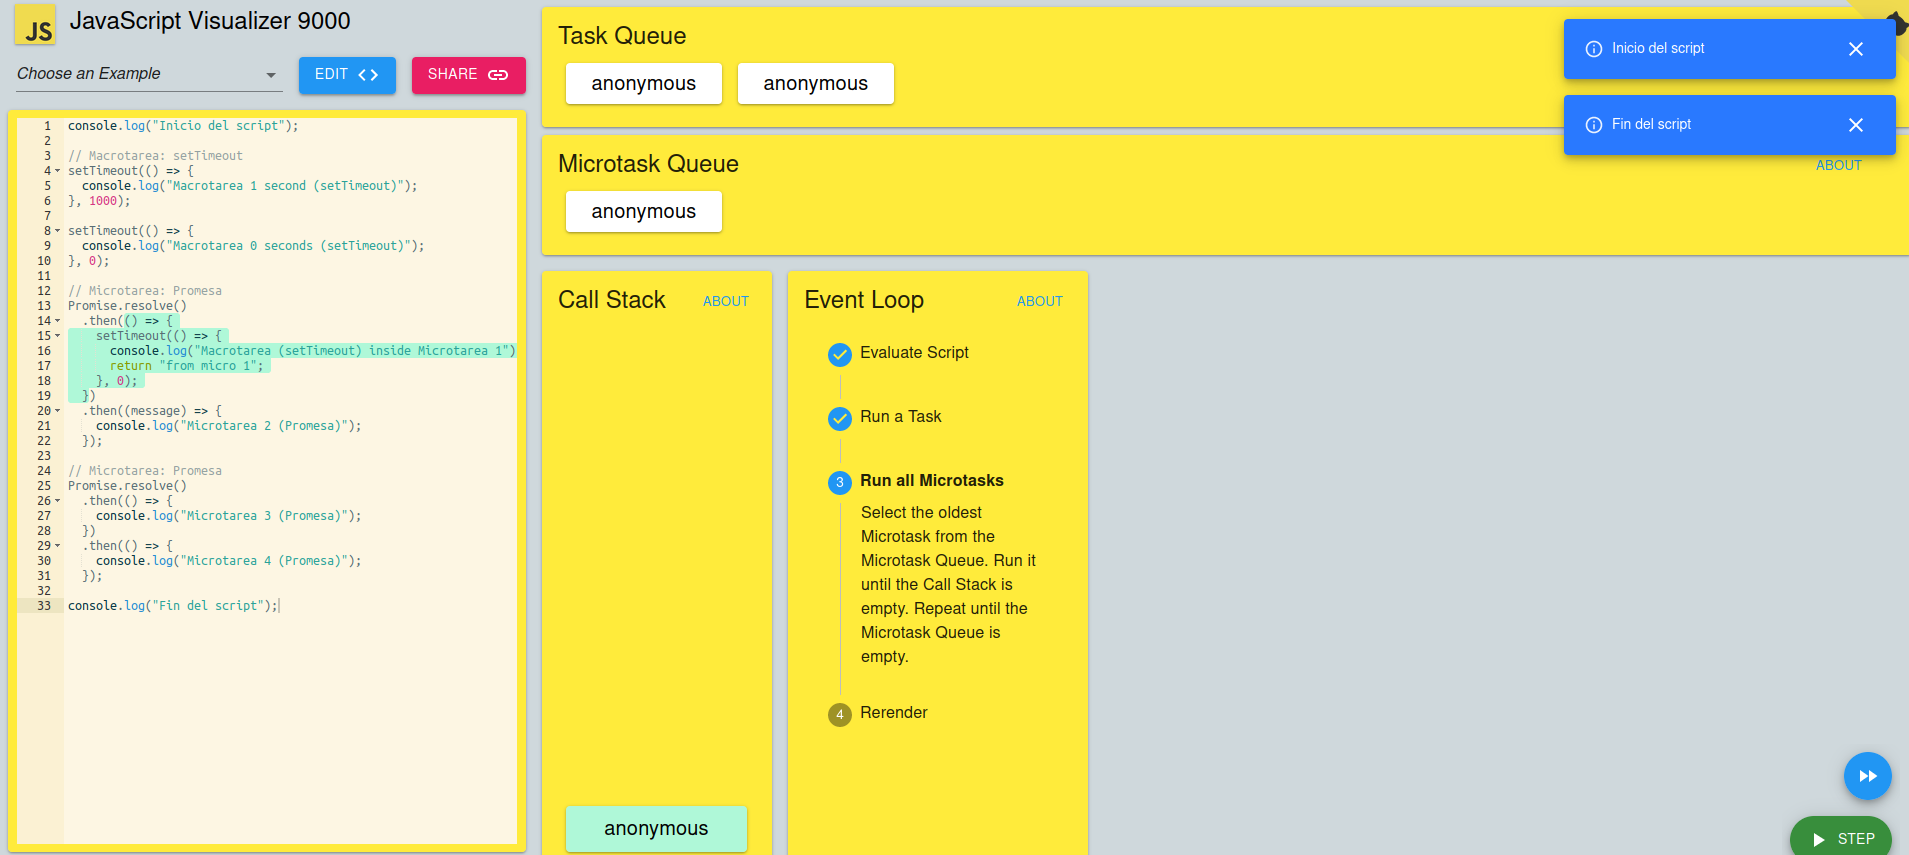 JS
JavaScript Visualizer 9000
Choose an Example
EDIT
SHARE
1 console.log("Inicio del script");
2
3 // Macrotarea: setTimeout
4 setTimeout(() => {
5 console.log("Macrotarea 1 second (setTimeout)");
6 }, 1000);
7
8 setTimeout(() => {
9 console.log("Macrotarea 0 seconds (setTimeout)");
10 }, 0);
11
12 // Microtarea: Promesa
13 Promise.resolve()
14 .then(() => {
15 setTimeout(() => {
16 console.log("Macrotarea (setTimeout) inside Microtarea 1")
17 return "from micro 1";
18 }, 0);
19 })
20 .then((message) => {
21 console.log("Microtarea 2 (Promesa)");
22 });
23
24 // Microtarea: Promesa
25 Promise.resolve()
26 .then(() => {
27 console.log("Microtarea 3 (Promesa)");
28 })
29 .then(() => {
30 console.log("Microtarea 4 (Promesa)");
31 });
32
33 console.log("Fin del script");
Task Queue
anonymous anonymous
Inicio del script
Fin del script
Microtask Queue
ABOUT
anonymous
Call Stack
ABOUT
anonymous
Event Loop
ABOUT
Evaluate Script
Run a Task
3 Run all Microtasks
Select the oldest
Microtask from the
Microtask Queue. Run it
until the Call Stack is
empty. Repeat until the
Microtask Queue is
empty.
4 Rerender
STEP